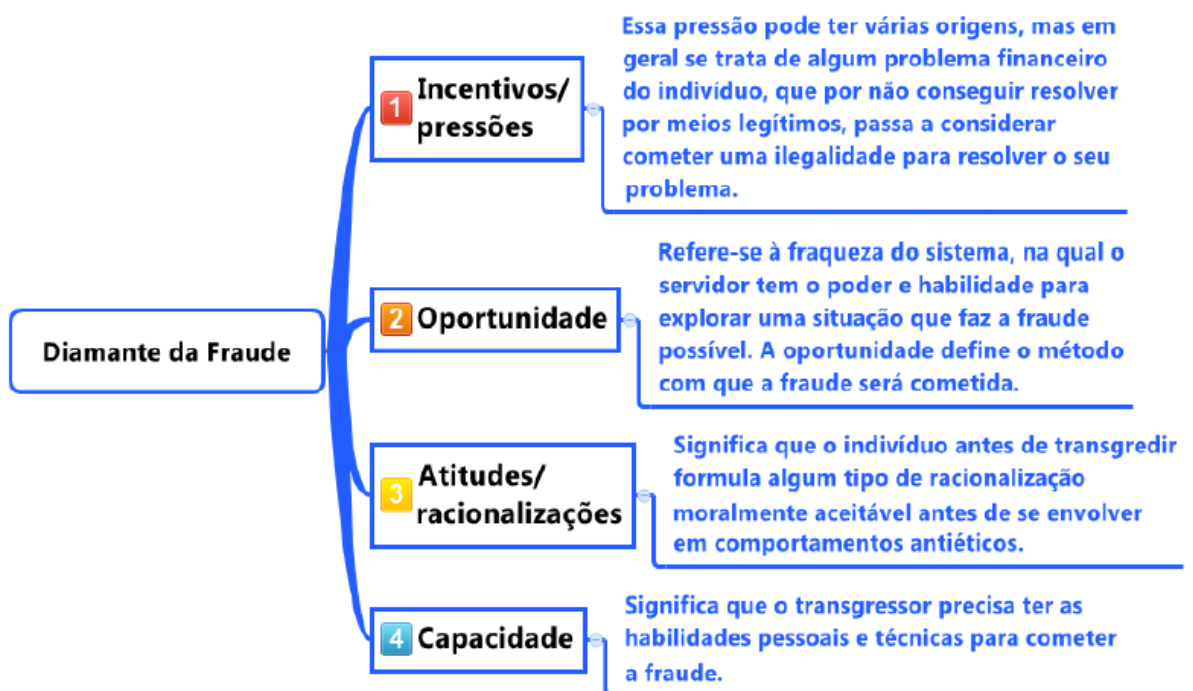 Diamante da Fraude
1 Incentivos/
pressões
Essa pressão pode ter várias origens, mas em
geral se trata de algum problema financeiro
do indivíduo, que por não conseguir resolver
por meios legítimos, passa a considerar
cometer uma ilegalidade para resolver o seu
problema.
2 Oportunidade
Refere-se à fraqueza do sistema, na qual o
servidor tem o poder e habilidade para
explorar uma situação que faz a fraude
possível. A oportunidade define o método
com que a fraude será cometida.
3 Atitudes/
racionalizações
Significa que o indivíduo antes de transgredir
formula algum tipo de racionalização
moralmente aceitável antes de se envolver
em comportamentos antiéticos.
4 Capacidade
Significa que o transgressor precisa ter as
habilidades pessoais e técnicas para cometer
a fraude.